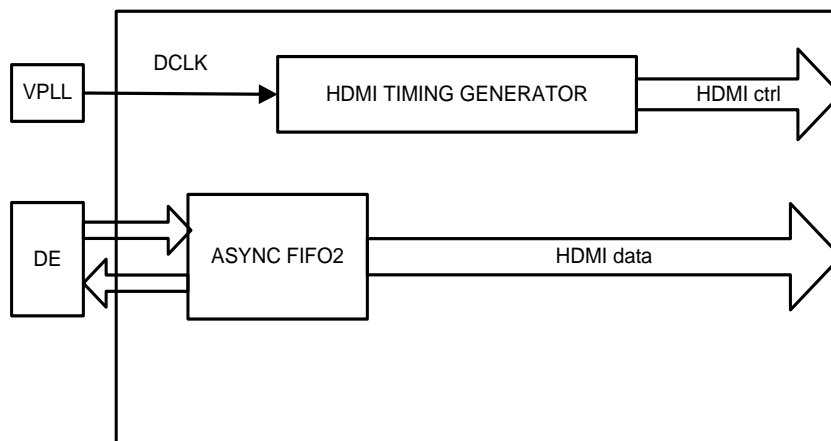 DCLK
VPLL
HDMI TIMING GENERATOR
HDMI ctrl
DE
ASYNC FIFO2
HDMI data